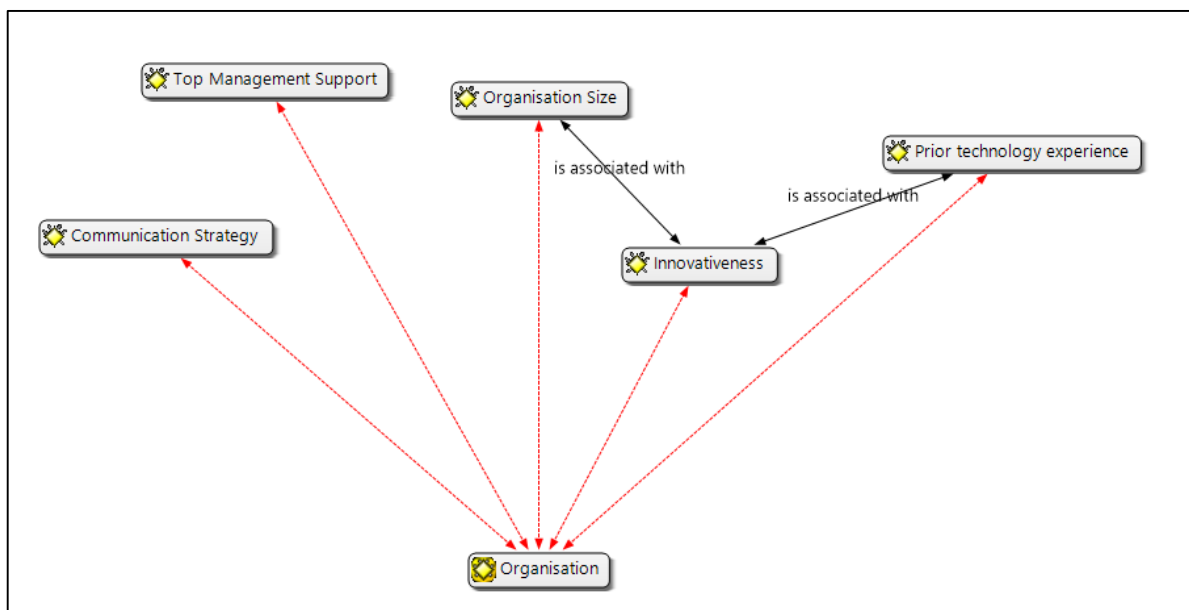 Top Management Support
Organisation Size
Prior technology experience
is associated with
is associated with
Communication Strategy
Innovativeness
Organisation